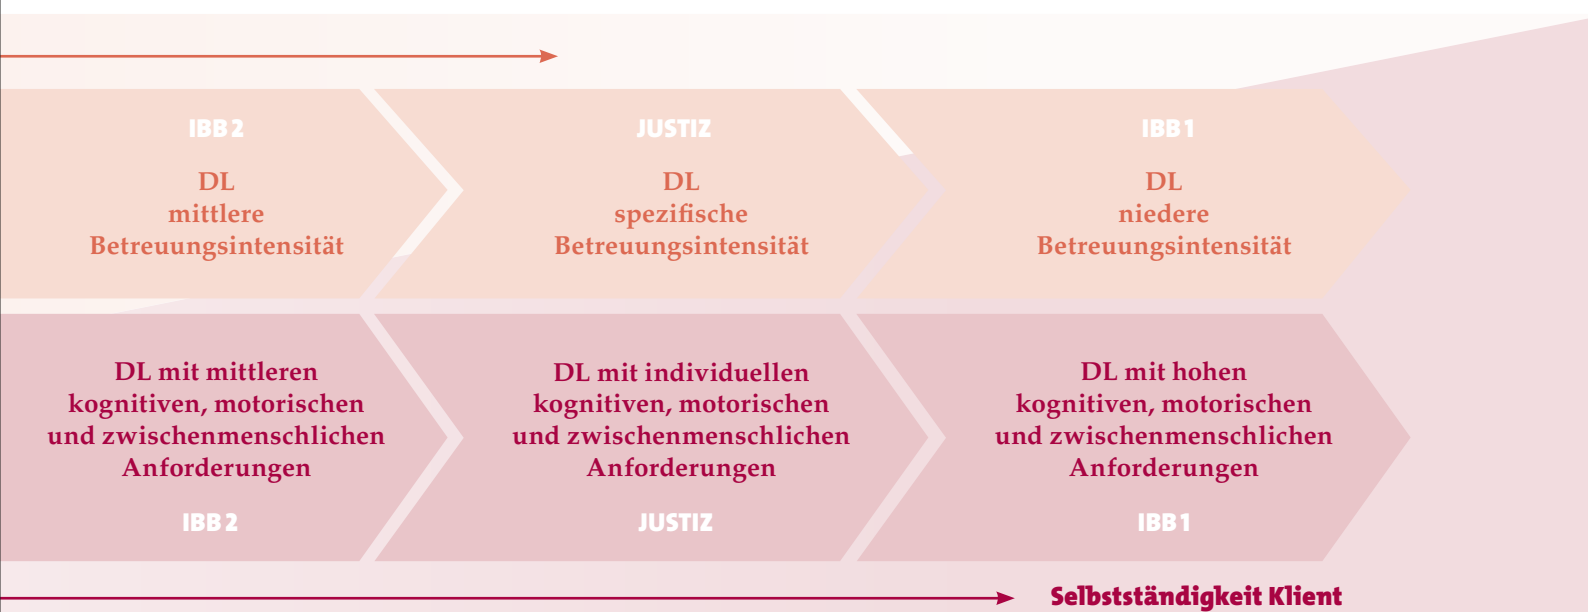 IBB 2
DL
mittlere
Betreuungsintensität
JUSTIZ
DL
spezifische
Betreuungsintensität
IBB 1
DL
niedere
Betreuungsintensität
DL mit mittleren
kognitiven, motorischen
und zwischenmenschlichen
Anforderungen
IBB 2
DL mit individuellen
kognitiven, motorischen
und zwischenmenschlichen
Anforderungen
JUSTIZ
DL mit hohen
kognitiven, motorischen
und zwischenmenschlichen
Anforderungen
IBB 1
Selbstständigkeit Klient